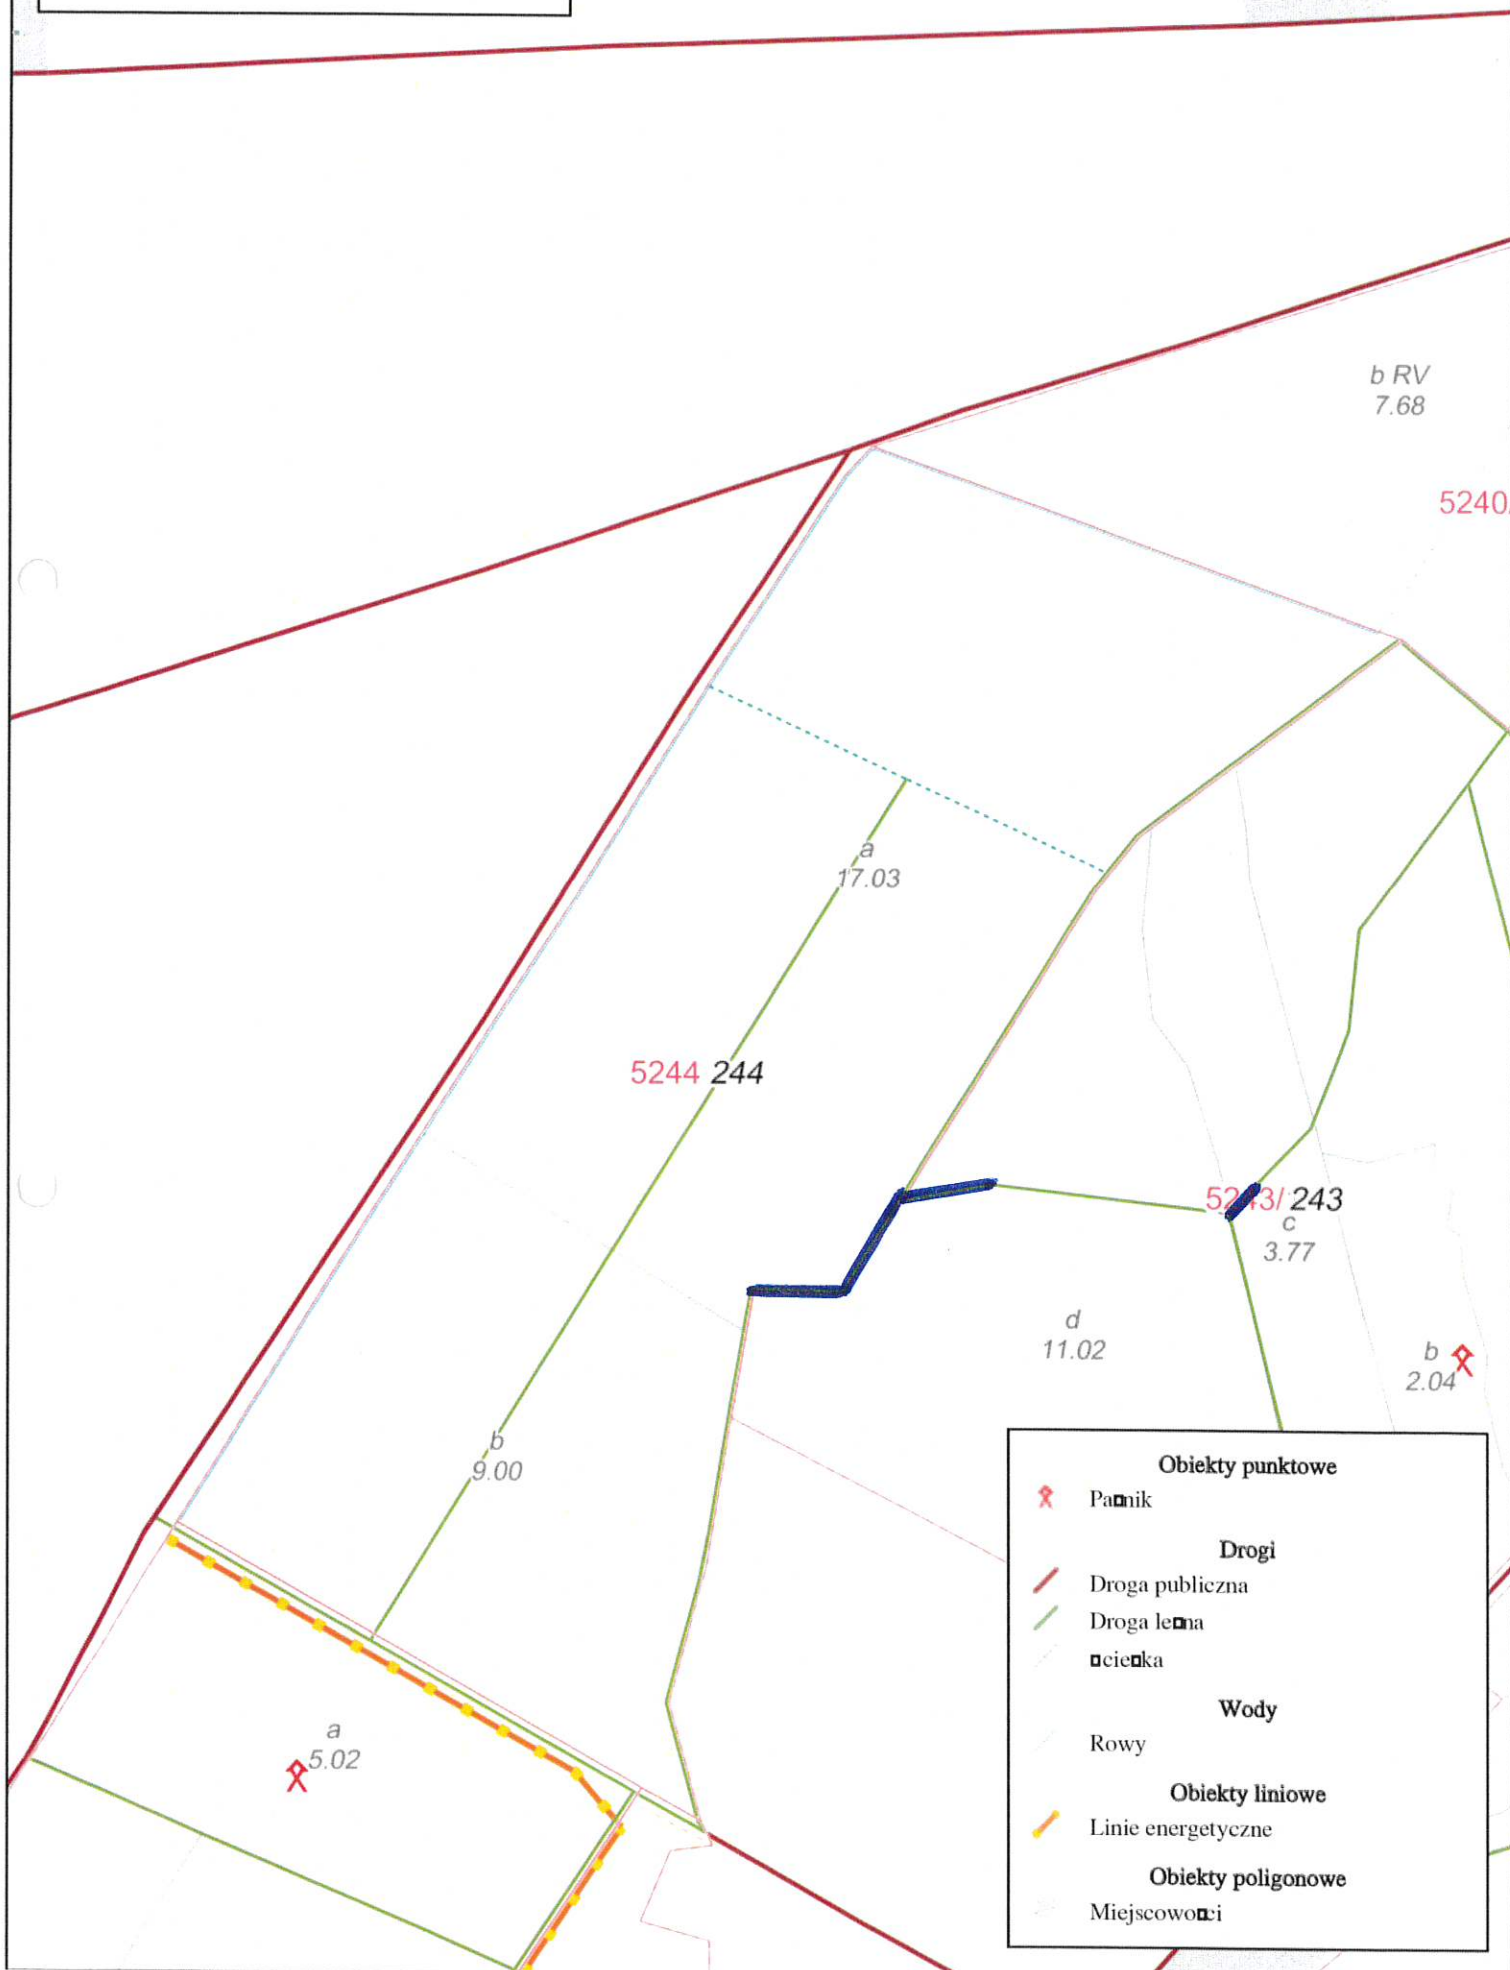 b RV
7.68
5240
a
17.03
5244 244
243
c
3.77
d
11.02
b
2.04
b
9.00
a
5.02
Obiekty punktowe
Pa□nik
Drogi
Droga publiczna
Droga le□na
□cie□ka
Wody
Rowy
Obiekty liniowe
Linie energetyczne
Obiekty poligonowe
Miejscowo□ci